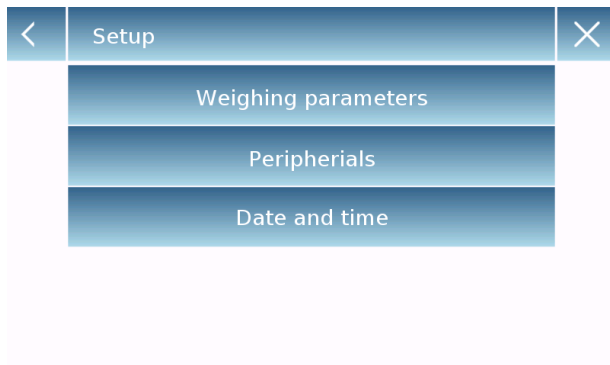 Setup
Weighing parameters
Peripherials
Date and time